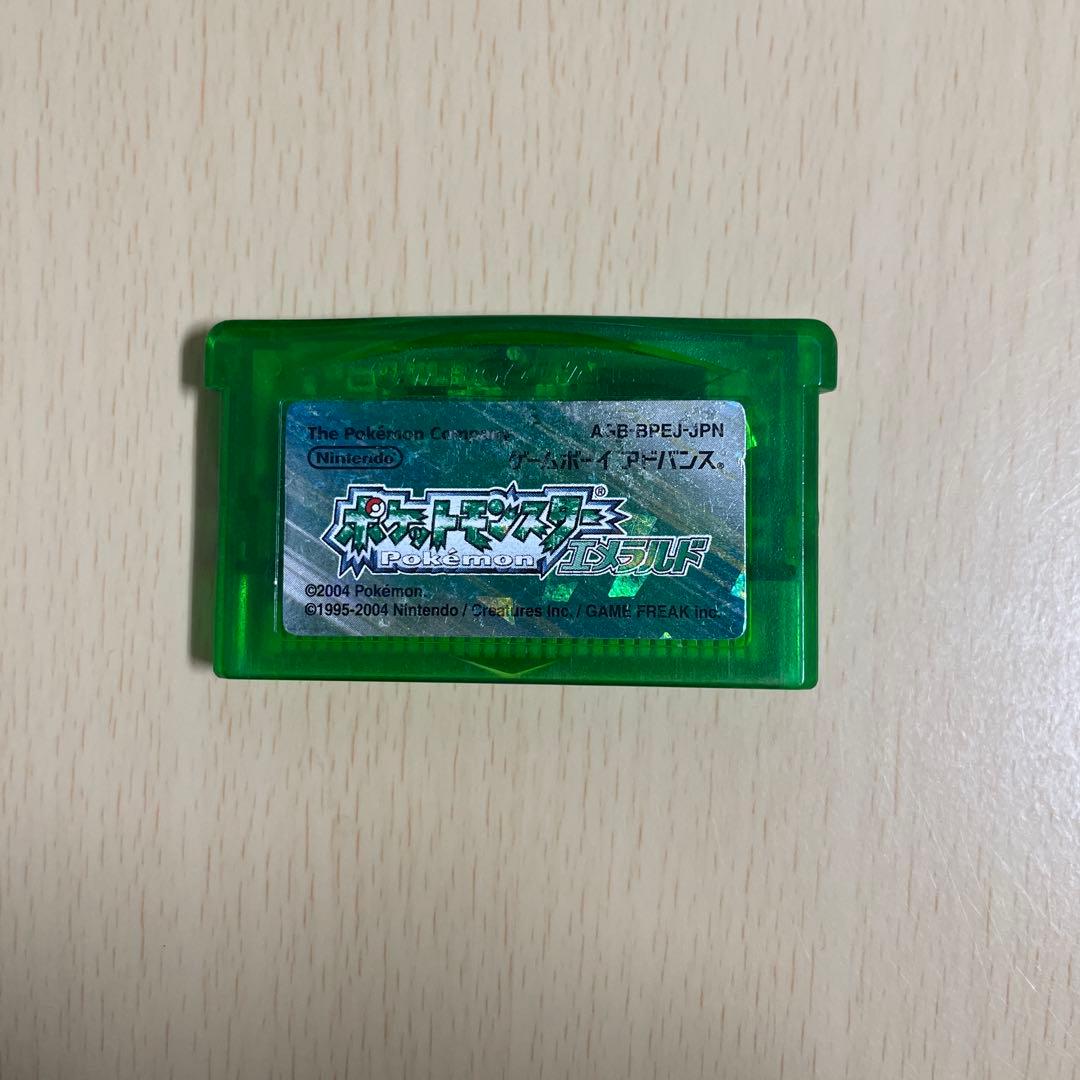 The Pokémon Company
AGB-BPEJ-JPN
Nintendo
ゲームボーイアドバンス®
ポケットモンスター®
Pokémon
エメラルド
©2004 Pokémon.
©1995-2004 Nintendo / Creatures inc. / GAME FREAK inc.